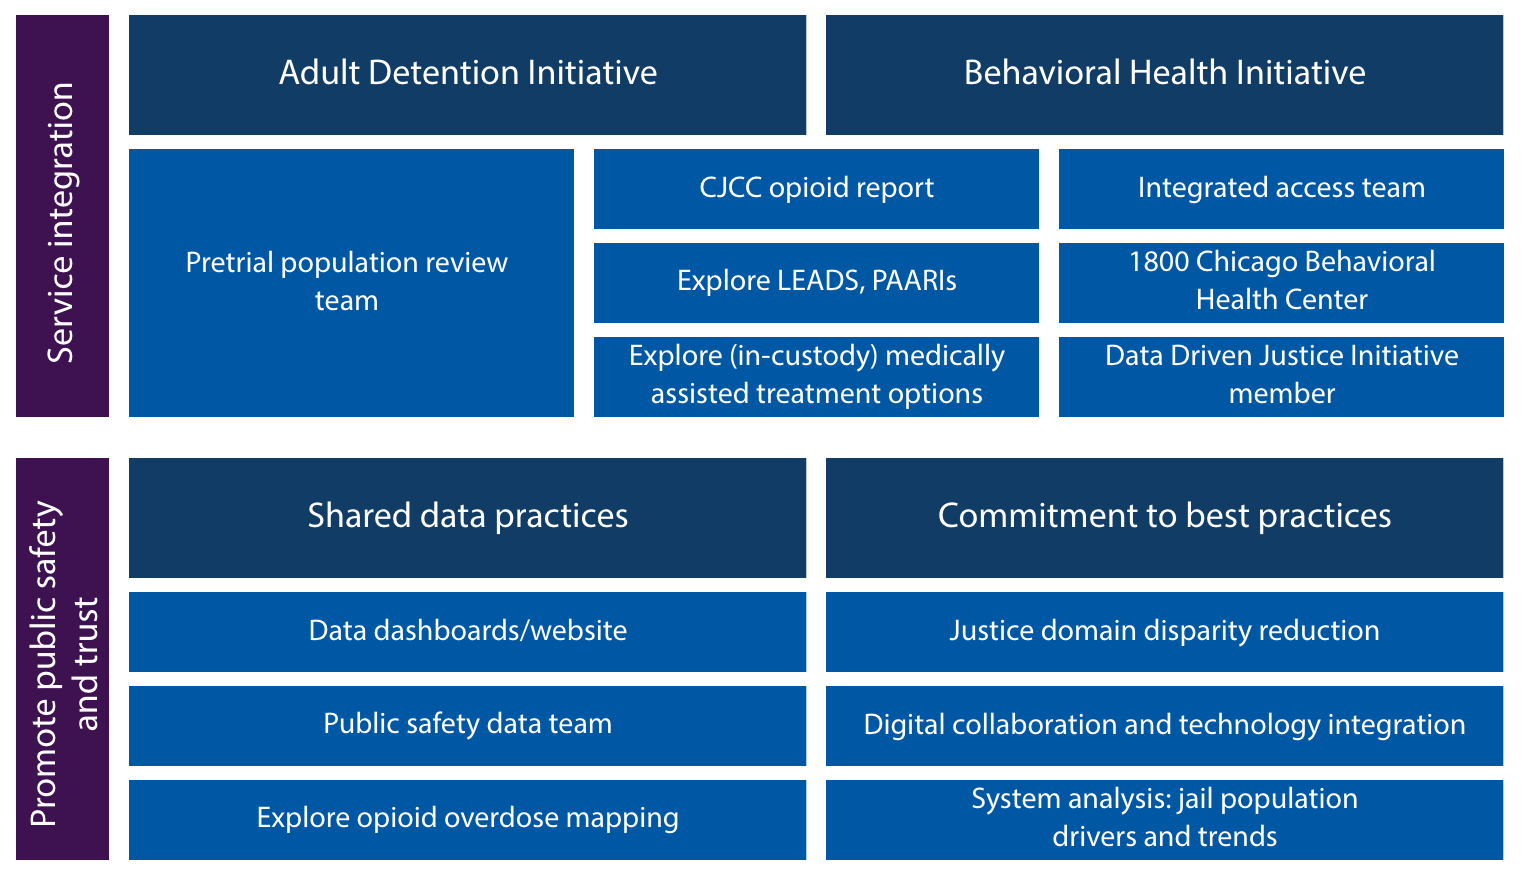 Service integration
Adult Detention Initiative
Behavioral Health Initiative
Pretrial population review
team
CJCC opioid report
Explore LEADS, PAARIs
Explore (in-custody) medically
assisted treatment options
Integrated access team
1800 Chicago Behavioral
Health Center
Data Driven Justice Initiative
member
Promote public safety
and trust
Shared data practices
Commitment to best practices
Data dashboards/website
Public safety data team
Explore opioid overdose mapping
Justice domain disparity reduction
Digital collaboration and technology integration
System analysis: jail population
drivers and trends